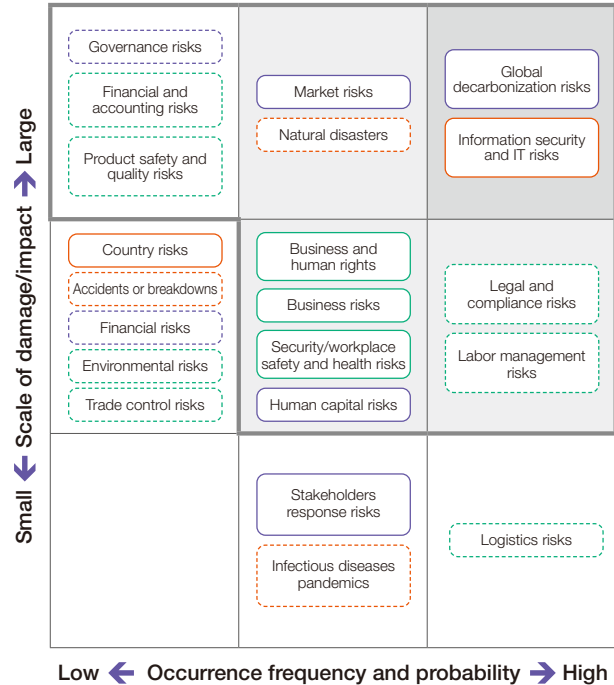 Small ← Scale of damage/impact → Large
Governance risks
Financial and
accounting risks
Product safety and
quality risks
Market risks
Natural disasters
Global
decarbonization risks
Information security
and IT risks
Country risks
Accidents or breakdowns
Financial risks
Environmental risks
Trade control risks
Business and
human rights
Business risks
Security/workplace
safety and health risks
Human capital risks
Legal and
compliance risks
Labor management
risks
Stakeholders
response risks
Infectious diseases
pandemics
Logistics risks
Low ← Occurrence frequency and probability → High